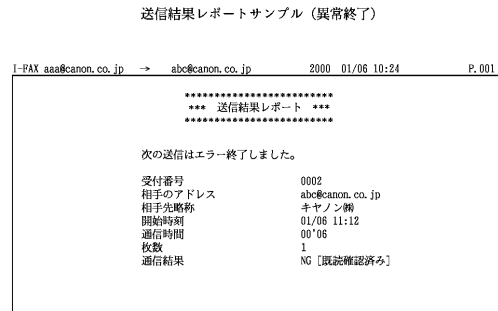 送信結果レポートサンプル（異常終了）
I-FAX aaa@canon.co.jp → abc@canon.co.jp 2000 01/06 10:24 P.001
*************************
*** 送信結果レポート ***
*************************
次の送信はエラー終了しました。
受付番号 0002
相手のアドレス abc@canon.co.jp
相手先略称 キヤノン㈱
開始時刻 01/06 11:12
通信時間 00'06
枚数 1
通信結果 NG [既読確認済み]